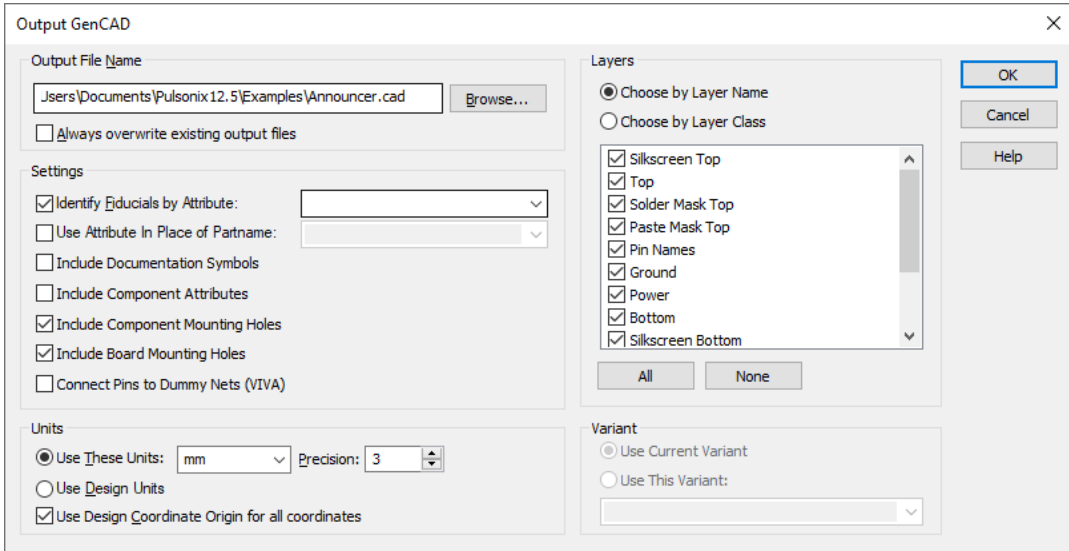 Output GenCAD
Output File Name
Jsers\Documents\Pulsonix12.5\Examples\Announcer.cad
Browse...
Always overwrite existing output files
Settings
Identify Fiducials by Attribute:
Use Attribute In Place of Partname:
Include Documentation Symbols
Include Component Attributes
Include Component Mounting Holes
Include Board Mounting Holes
Connect Pins to Dummy Nets (VIVA)
Units
Use These Units: mm Precision: 3
Use Design Units
Use Design Coordinate Origin for all coordinates
Layers
Choose by Layer Name
Choose by Layer Class
Silkscreen Top
Top
Solder Mask Top
Paste Mask Top
Pin Names
Ground
Power
Bottom
Silkscreen Bottom
All None
Variant
Use Current Variant
Use This Variant:
OK
Cancel
Help